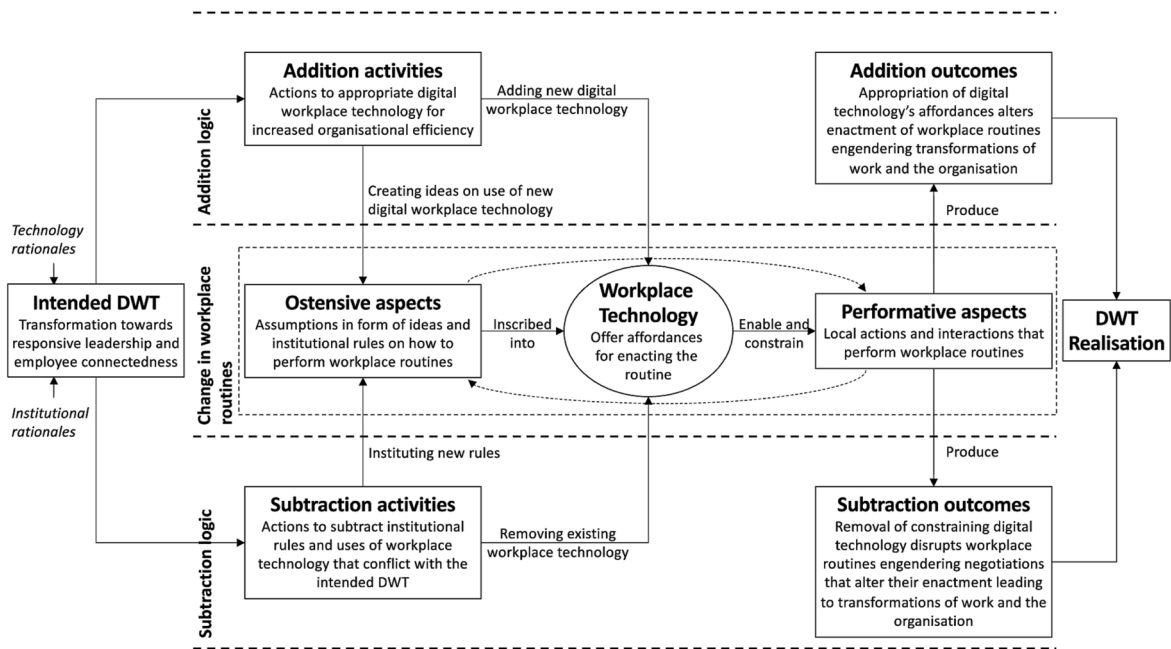 Addition logic
Addition activities
Actions to appropriate digital
workplace technology for
increased organisational efficiency
Adding new digital
workplace technology
Addition outcomes
Appropriation of digital
technology's affordances alters
enactment of workplace routines
engendering transformations of
work and the organisation
Creating ideas on use of new
digital workplace technology
Produce
Technology
rationales
Intended DWT
Transformation towards
responsive leadership and
employee connectedness
Institutional
rationales
Change in workplace
routines
Ostensive aspects
Assumptions in form of ideas and
institutional rules on how to
perform workplace routines
Inscribed
into
Workplace
Technology
Offer affordances
for enacting the
routine
Enable and
constrain
Performative aspects
Local actions and interactions that
perform workplace routines
DWT
Realisation
Instituting new rules
Produce
Subtraction logic
Subtraction activities
Actions to subtract institutional
rules and uses of workplace
technology that conflict with the
intended DWT
Removing existing
workplace technology
Subtraction outcomes
Removal of constraining digital
technology disrupts workplace
routines engendering negotiations
that alter their enactment leading
to transformations of work and the
organisation